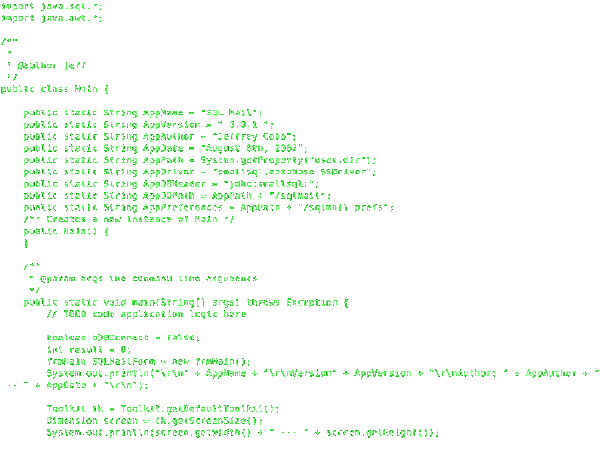 import java.sql.*;
import java.awt.*;
/**
*
* @author jeff
*/
public class Main {
public static String AppName = "SQL Mail";
public static String AppVersion = " 0.0.1 ";
public static String AppAuthor = "Jeffrey Cobb";
public static String AppDate = "August 8th, 2007";
public static String AppPath = System.getProperty("user.dir");
public static String AppDriver = "smallsql.database.SSDriver";
public static String AppDBHeader = "jdbc:smallsql:";
public static String AppDBPath = AppPath + "/sqlmail";
public static String AppPreferences = AppPath + "/sqlmail prefs";
/** Creates a new instance of Main */
public Main() {
}
/**
* @param args the command line arguments
*/
public static void main(String[] args) throws Exception {
// TODO code application logic here
boolean bDBConnect = false;
int result = 0;
frmMain SQLMailForm = new frmMain();
System.out.println("\r\n" + AppName + "\r\nVersion" + AppVersion + "\r\nAuthor: " + AppAuthor + "
-- " + AppDate + "\r\n");
Toolkit tk = Toolkit.getDefaultToolkit();
Dimension screen = tk.getScreenSize();
System.out.println(screen.getWidth() + " --- " + screen.getHeight());